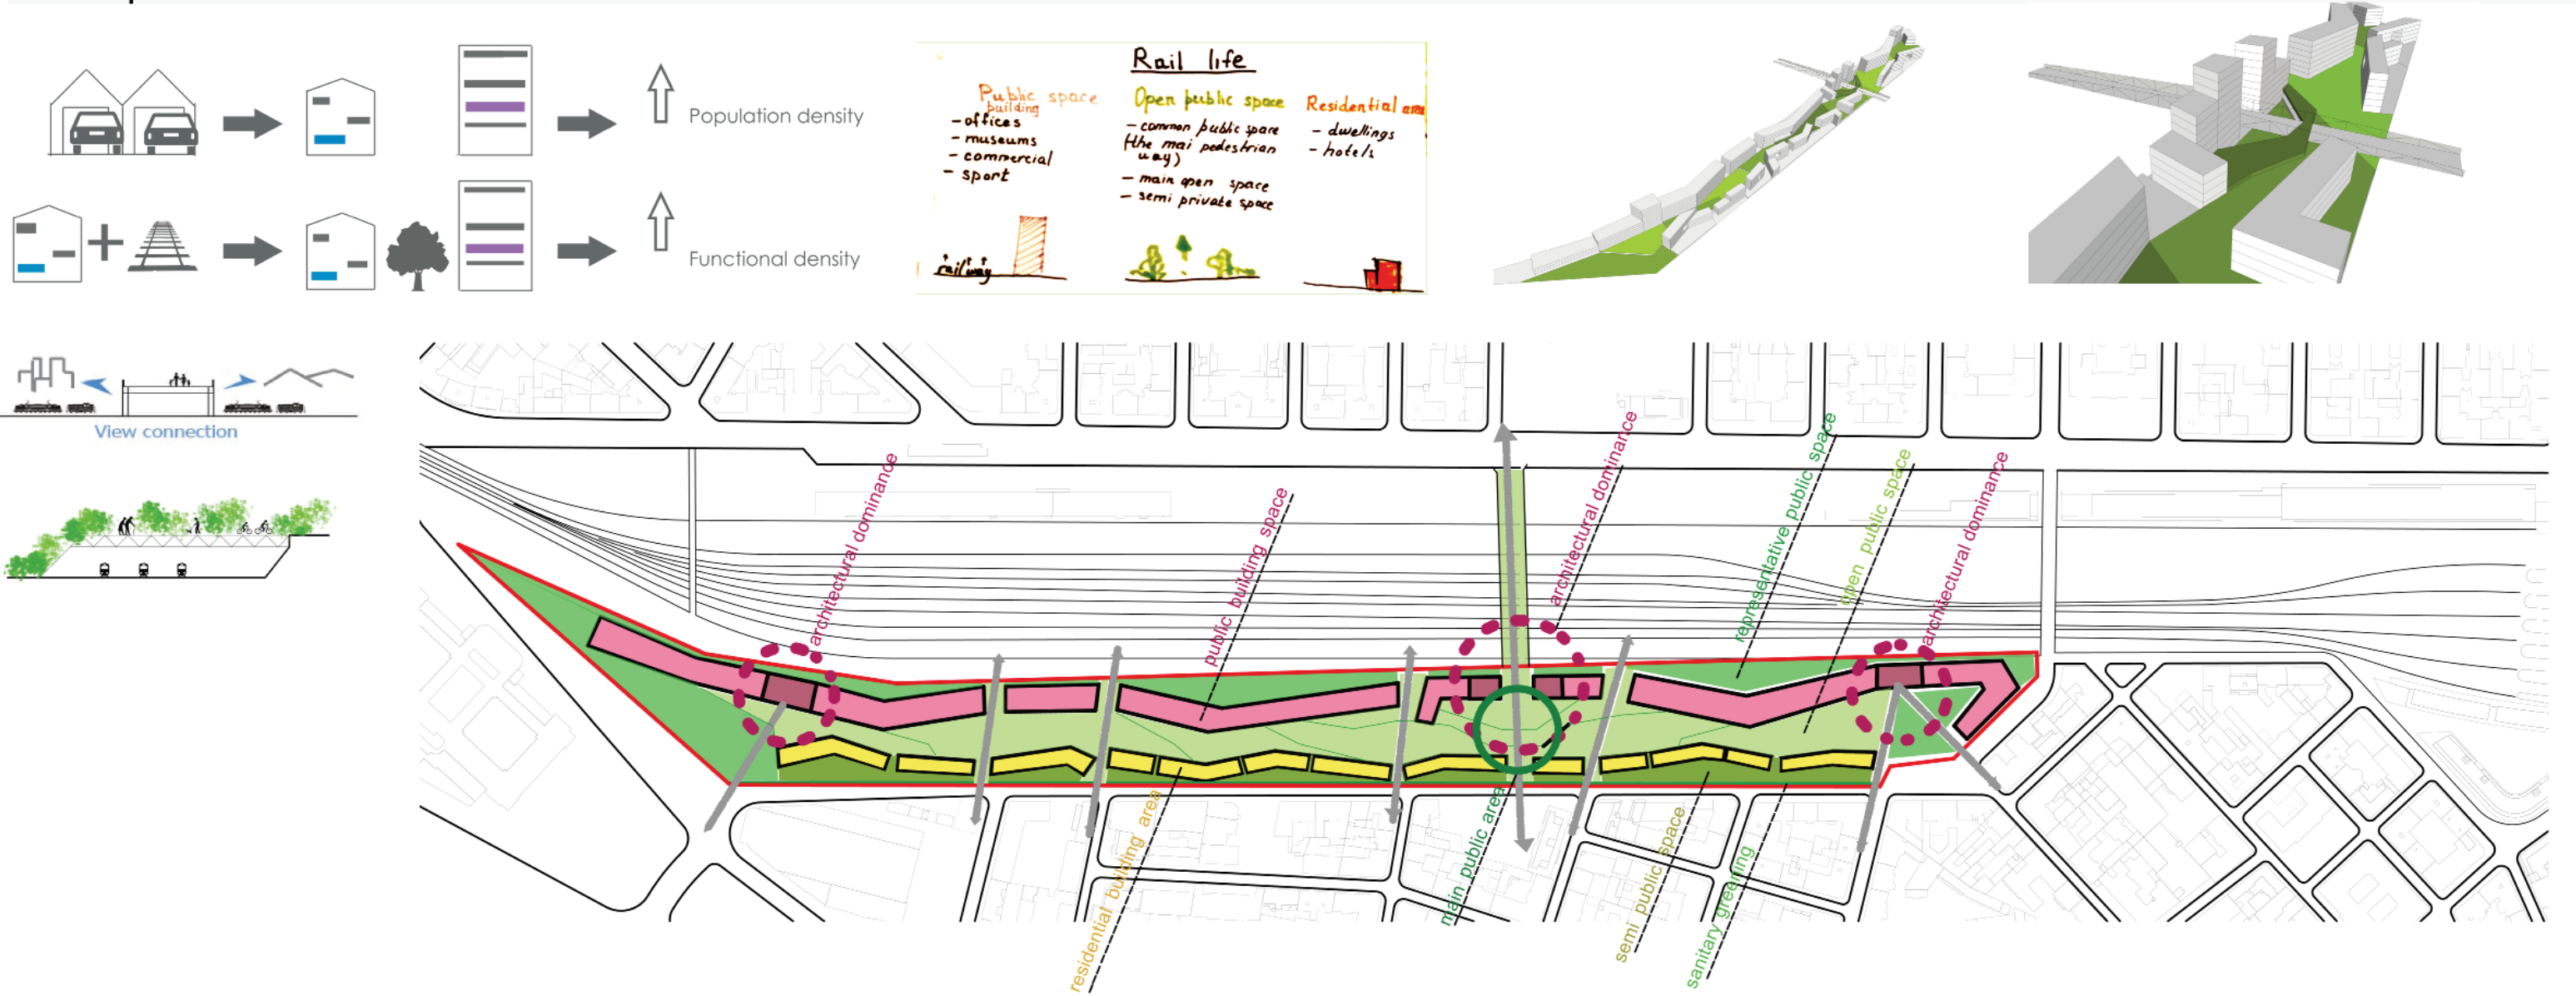 Population density
Functional density
Rail life
Public space
building
- offices
- museums
- commercial
- sport
railway
Open public space
- common public spare
(the mai pedestrian
way)
- main open space
- semi private space
Residential area
- dwellings
- hotels
View connection
architectural dominance
public building space
architectural dominance
representative public space
open public space
architectural dominance
residential building area
main public area
semi public space
sanitary greening